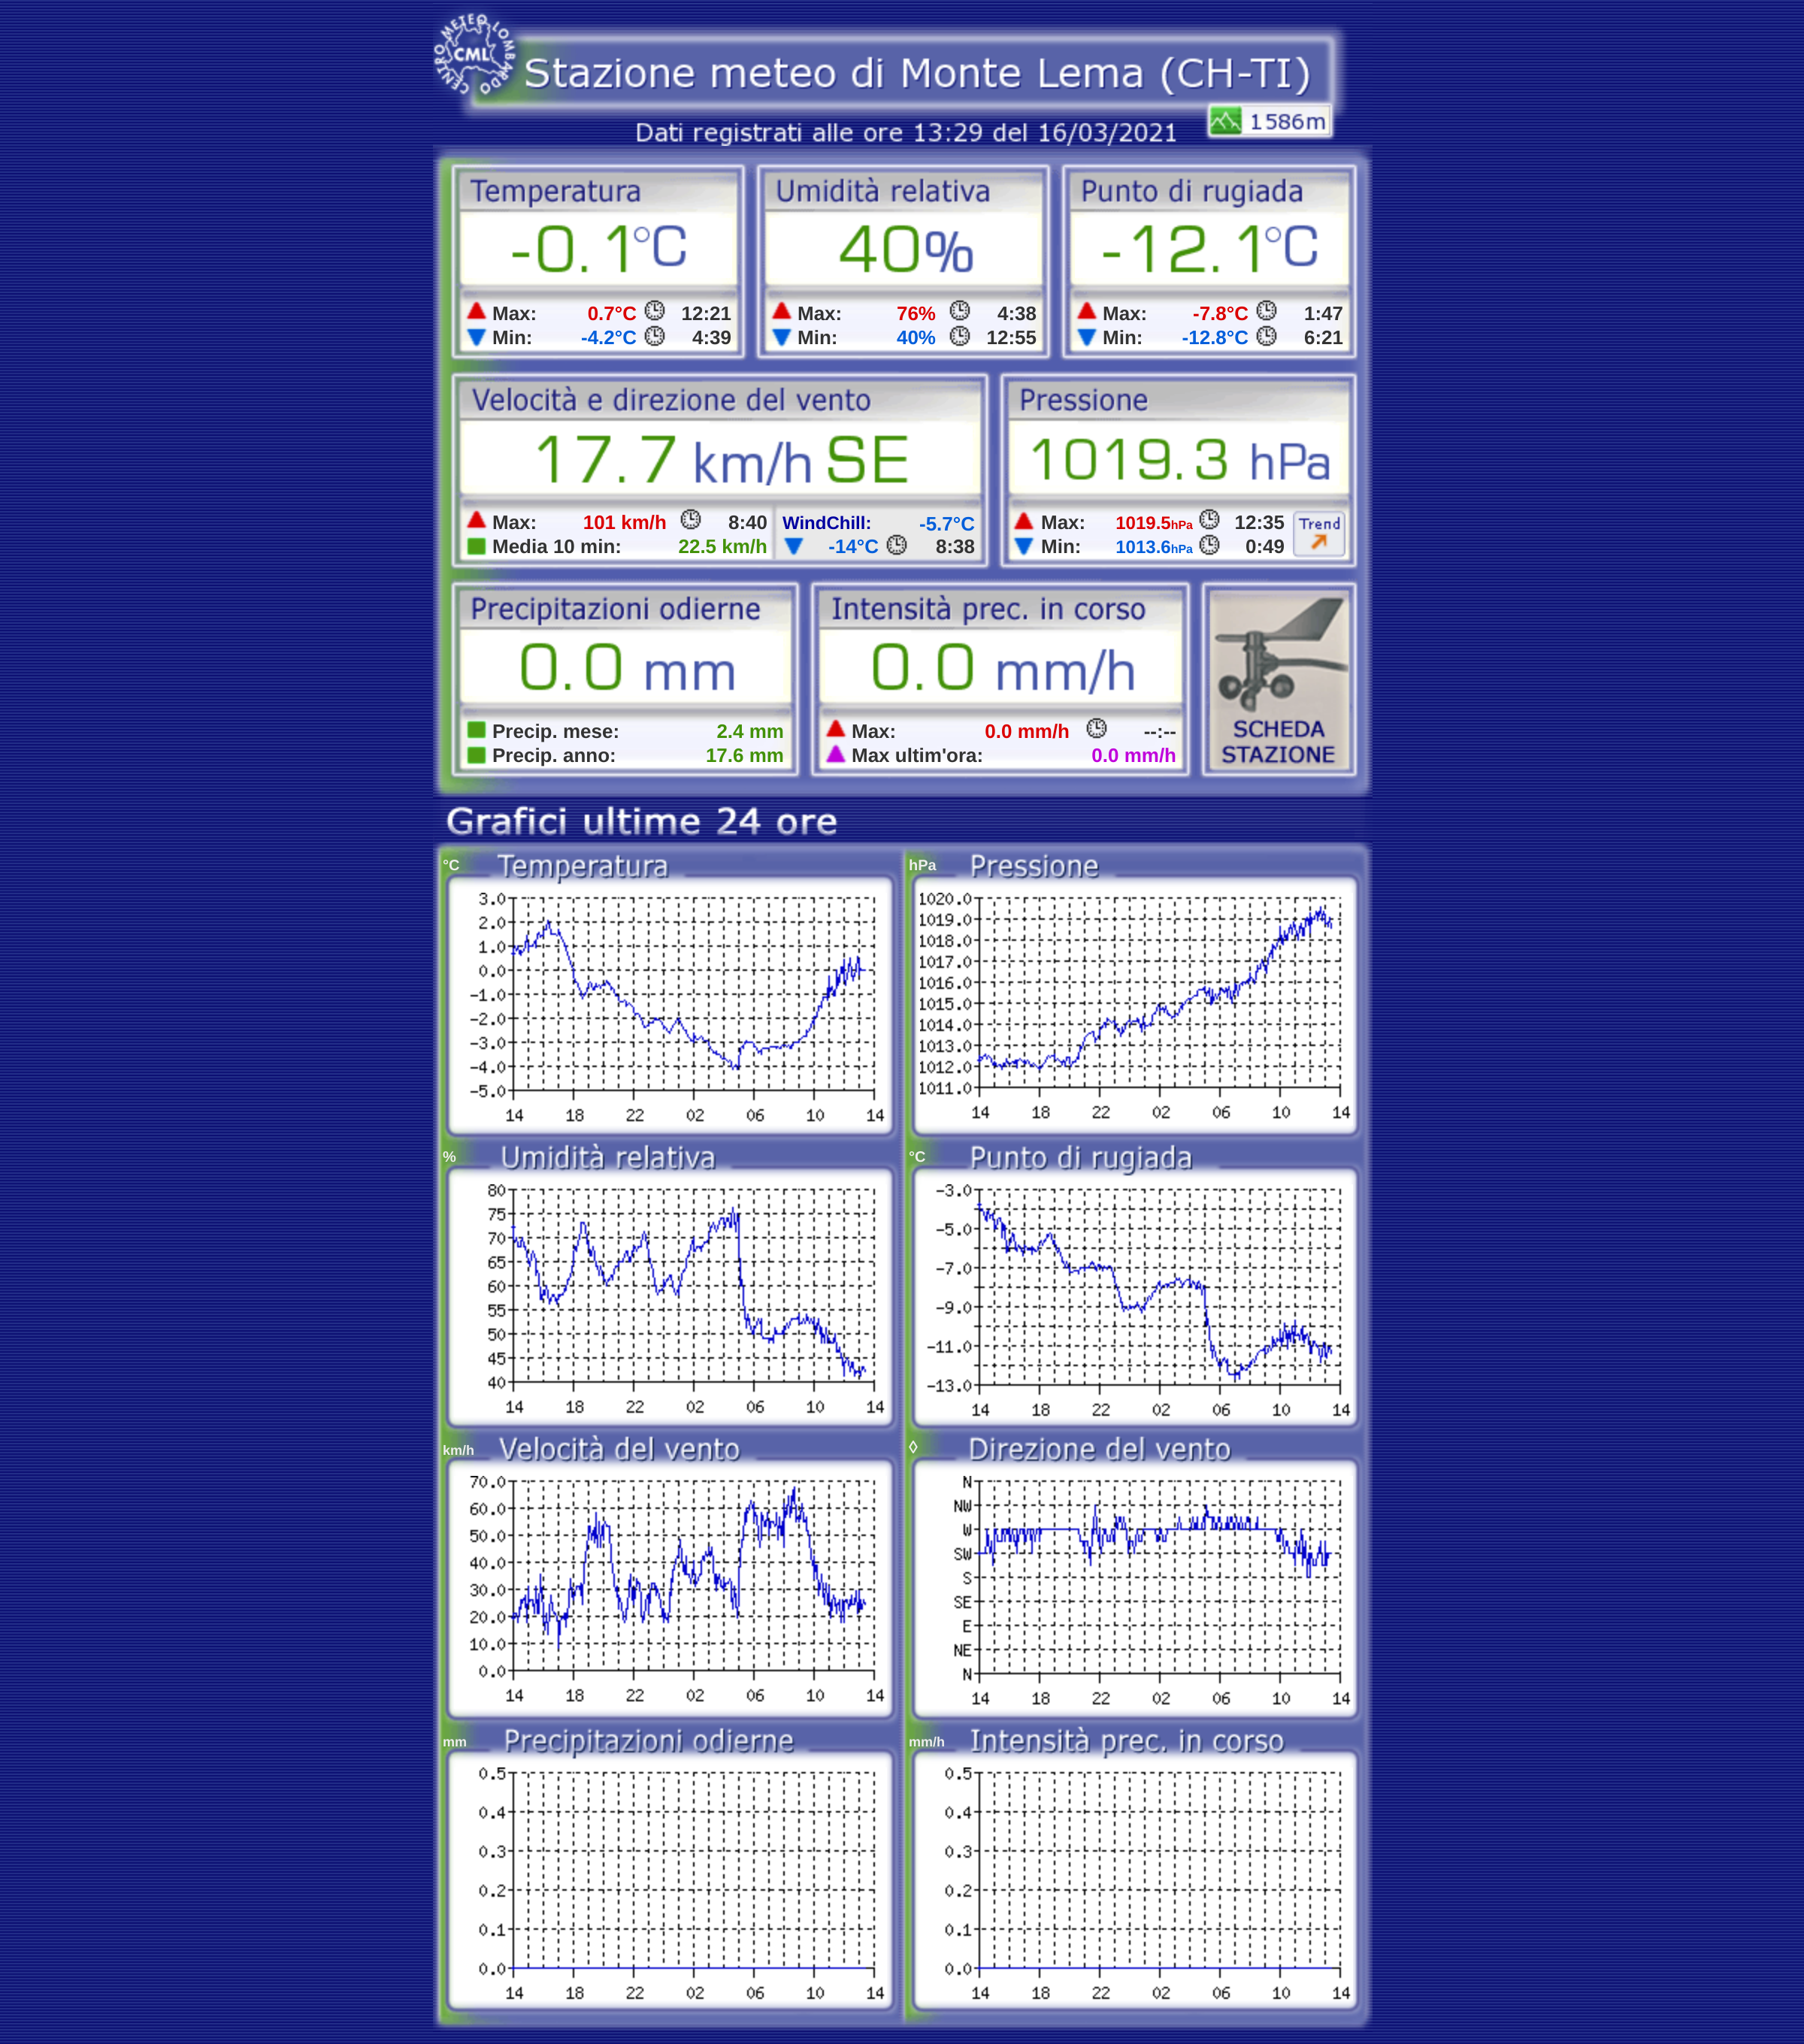 CENTRO METEO LOMBARDO
CML
Stazione meteo di Monte Lema (CH-TI)
1586m
Dati registrati alle ore 13:29 del 16/03/2021
Temperatura
-0.1°C
Max: 0.7°C 12:21
Min: -4.2°C 4:39
Umidità relativa
40%
Max: 76% 4:38
Min: 40% 12:55
Punto di rugiada
-12.1°C
Max: -7.8°C 1:47
Min: -12.8°C 6:21
Velocità e direzione del vento
17.7 km/h SE
Max: 101 km/h 8:40
Media 10 min: 22.5 km/h
WindChill: -5.7°C
-14°C 8:38
Pressione
1019.3 hPa
Max: 1019.5hPa 12:35
Min: 1013.6hPa 0:49
Trend
Precipitazioni odierne
0.0 mm
Precip. mese: 2.4 mm
Precip. anno: 17.6 mm
Intensità prec. in corso
0.0 mm/h
Max: 0.0 mm/h --:--
Max ultim'ora: 0.0 mm/h
SCHEDA
STAZIONE
Grafici ultime 24 ore
°C Temperatura
3.0
2.0
1.0
0.0
-1.0
-2.0
-3.0
-4.0
-5.0
14 18 22 02 06 10 14
hPa Pressione
1020.0
1019.0
1018.0
1017.0
1016.0
1015.0
1014.0
1013.0
1012.0
1011.0
14 18 22 02 06 10 14
% Umidità relativa
80
75
70
65
60
55
50
45
40
14 18 22 02 06 10 14
°C Punto di rugiada
-3.0
-5.0
-7.0
-9.0
-11.0
-13.0
14 18 22 02 06 10 14
km/h Velocità del vento
70.0
60.0
50.0
40.0
30.0
20.0
10.0
0.0
14 18 22 02 06 10 14
◊ Direzione del vento
N
NW
W
SW
S
SE
E
NE
N
14 18 22 02 06 10 14
mm Precipitazioni odierne
0.5
0.4
0.3
0.2
0.1
0.0
14 18 22 02 06 10 14
mm/h Intensità prec. in corso
0.5
0.4
0.3
0.2
0.1
0.0
14 18 22 02 06 10 14